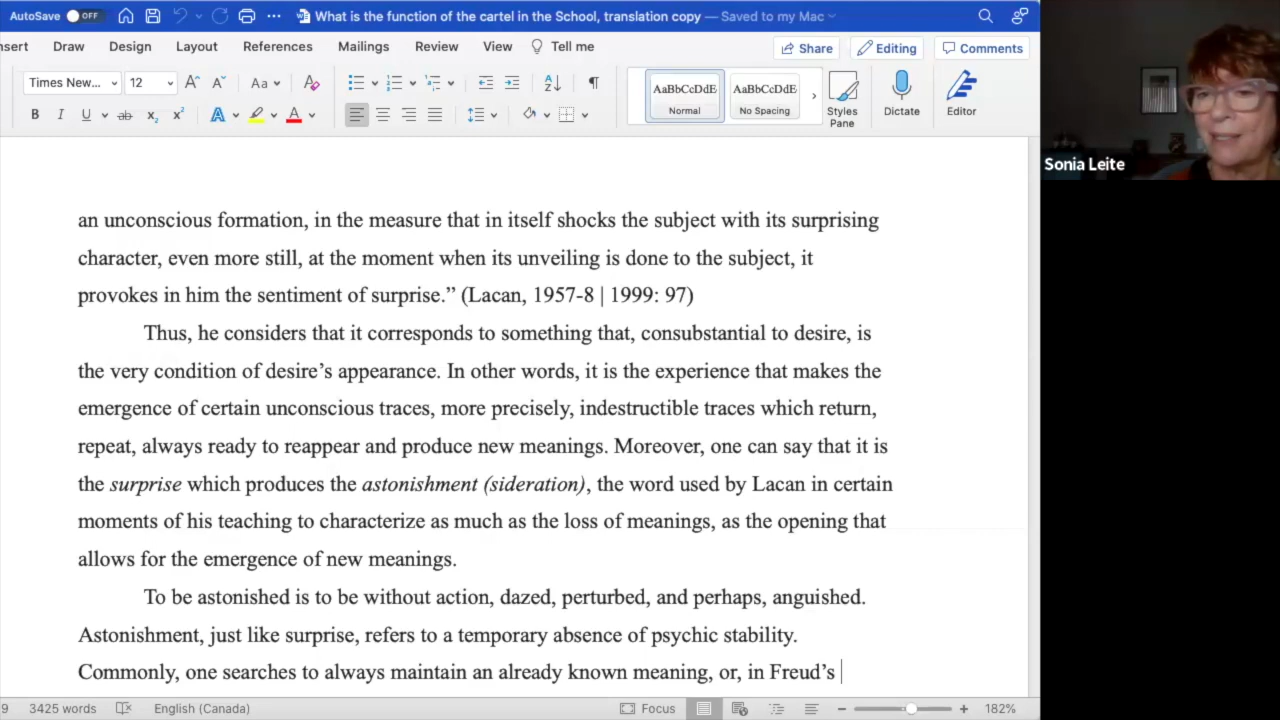 AutoSave OFF What is the function of the cartel in the School, translation copy — Saved to my Mac
nsert Draw Design Layout References Mailings Review View Tell me Share Editing Comments
Times New... 12 Aa AaBbCcDdE AaBbCcDdE
B I U ab x2 x2 A A Normal No Spacing Styles Pane Dictate Editor
Sonia Leite
an unconscious formation, in the measure that in itself shocks the subject with its surprising
character, even more still, at the moment when its unveiling is done to the subject, it
provokes in him the sentiment of surprise.” (Lacan, 1957-8 | 1999: 97)
Thus, he considers that it corresponds to something that, consubstantial to desire, is
the very condition of desire’s appearance. In other words, it is the experience that makes the
emergence of certain unconscious traces, more precisely, indestructible traces which return,
repeat, always ready to reappear and produce new meanings. Moreover, one can say that it is
the surprise which produces the astonishment (sideration), the word used by Lacan in certain
moments of his teaching to characterize as much as the loss of meanings, as the opening that
allows for the emergence of new meanings.
To be astonished is to be without action, dazed, perturbed, and perhaps, anguished.
Astonishment, just like surprise, refers to a temporary absence of psychic stability.
Commonly, one searches to always maintain an already known meaning, or, in Freud’s
9 3425 words English (Canada) Focus 182%